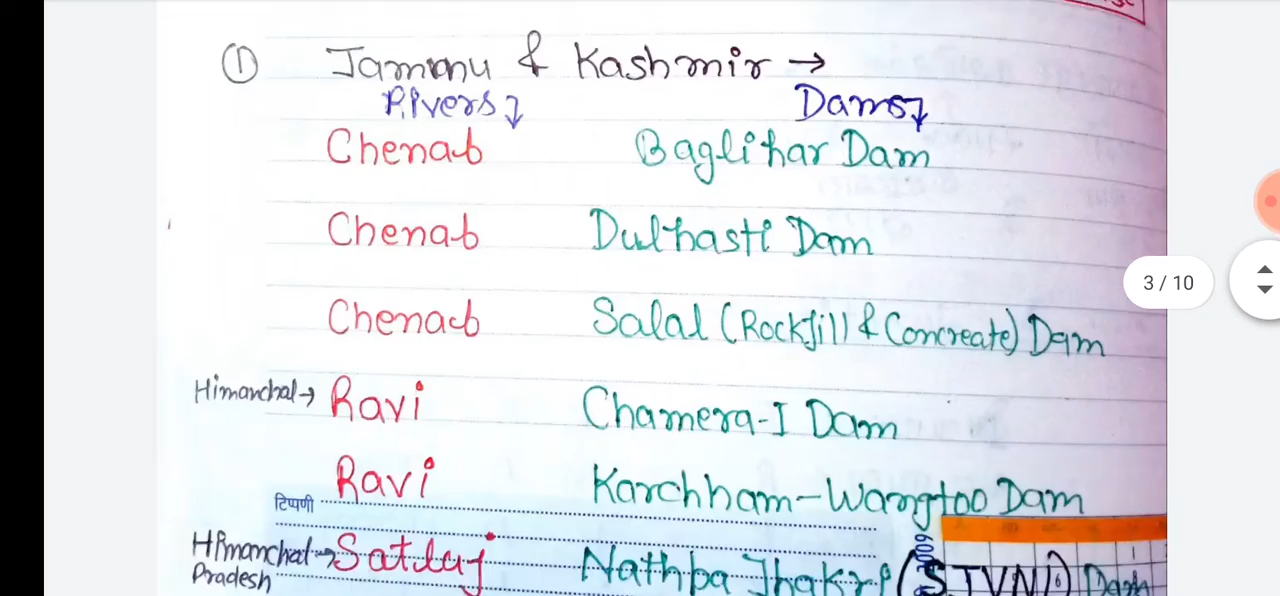 ① Jammu & Kashmir →
Rivers↓ Dams↓
Chenab Baglihar Dam
Chenab Dulhasti Dam
Chenab Salal (Rockfill & Concreate) Dam
3 / 10
Himanchal→ Ravi Chamera-I Dam
Ravi Karchham-Wangtoo Dam
टिप्पणी
Himanchal→ Satluj Nathpa Jhakri (SJVNL) Dam
Pradesh